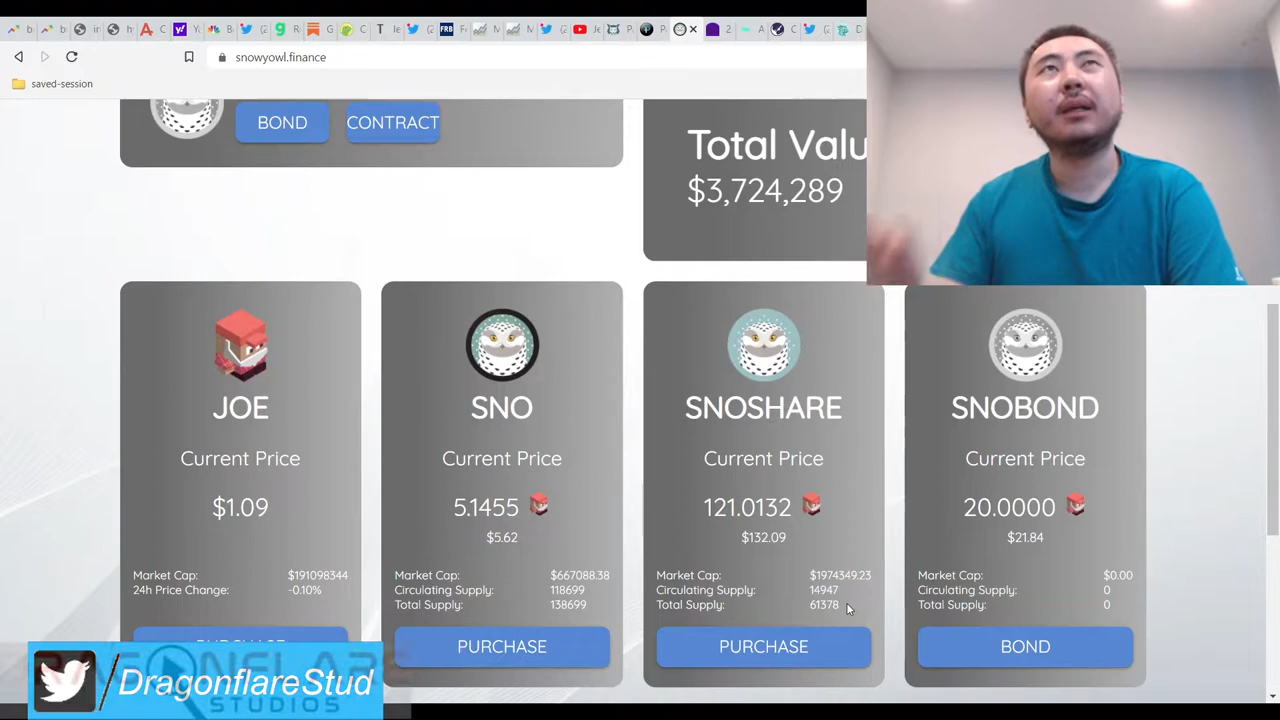 snowyowl.finance
saved-session
BOND
CONTRACT
Total Valu
$3,724,289
JOE
Current Price
$1.09
Market Cap: $191098344
24h Price Change: -0.10%
SNO
Current Price
5.1455
$5.62
Market Cap: $667088.38
Circulating Supply: 118699
Total Supply: 138699
PURCHASE
SNOSHARE
Current Price
121.0132
$132.09
Market Cap: $1974349.23
Circulating Supply: 14947
Total Supply: 61378
PURCHASE
SNOBOND
Current Price
20.0000
$21.84
Market Cap: $0.00
Circulating Supply: 0
Total Supply: 0
BOND
/DragonflareStud
STUDIOS